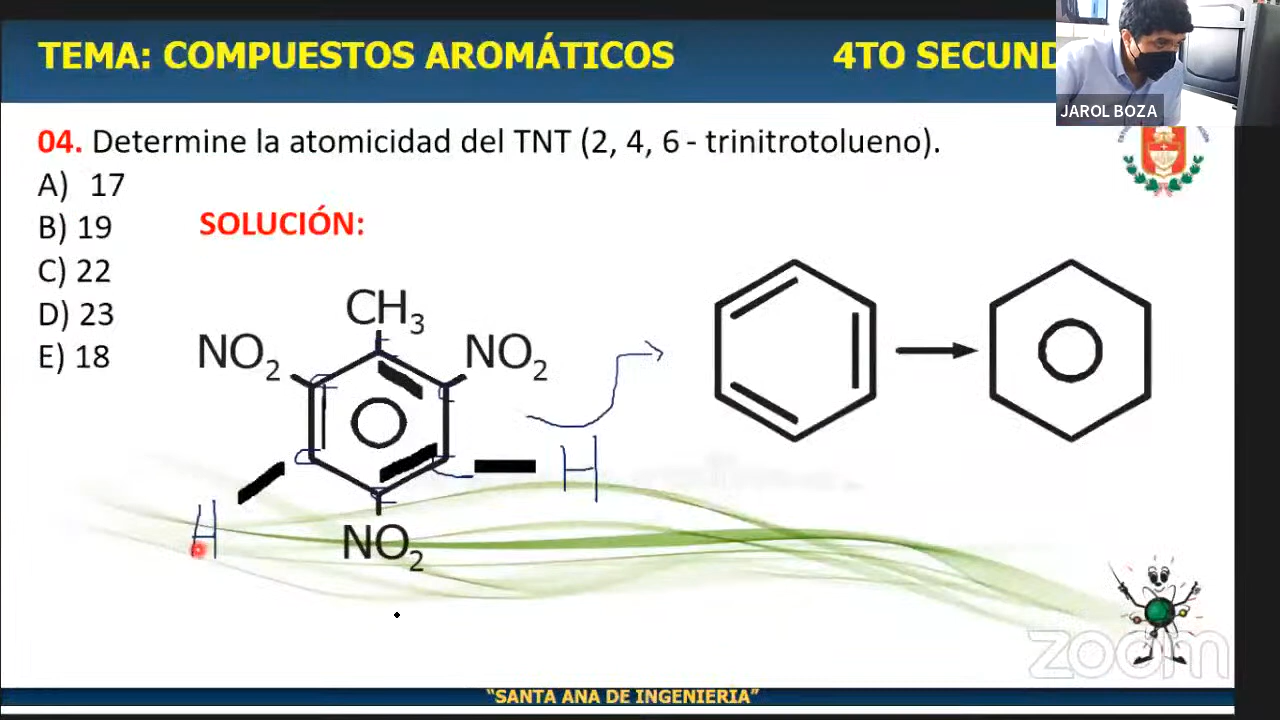 TEMA: COMPUESTOS AROMÁTICOS 4TO SECUND
JAROL BOZA
04. Determine la atomicidad del TNT (2, 4, 6 - trinitrotolueno).
A) 17
B) 19
SOLUCIÓN:
C) 22
D) 23
E) 18
CH₃
NO₂ NO₂
H
H
NO₂
zoom
"SANTA ANA DE INGENIERIA"